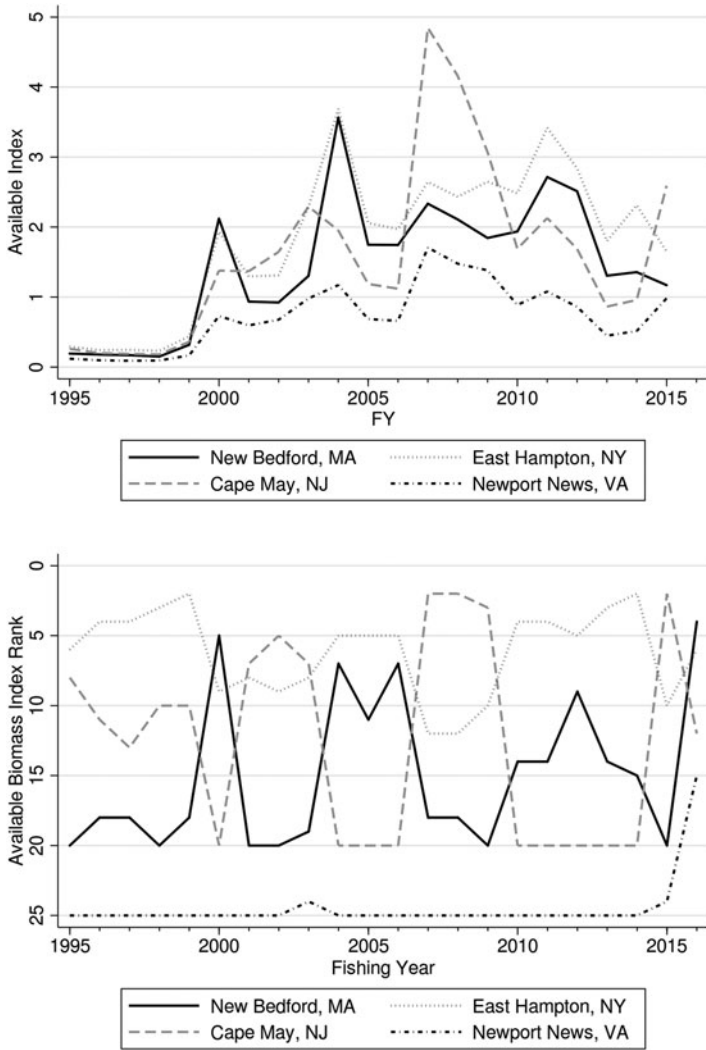 Available Index
5
4
3
2
1
0
1995 2000 2005 2010 2015
FY
New Bedford, MA East Hampton, NY
Cape May, NJ Newport News, VA
Available Biomass Index Rank
0
5
10
15
20
25
1995 2000 2005 2010 2015
Fishing Year
New Bedford, MA East Hampton, NY
Cape May, NJ Newport News, VA